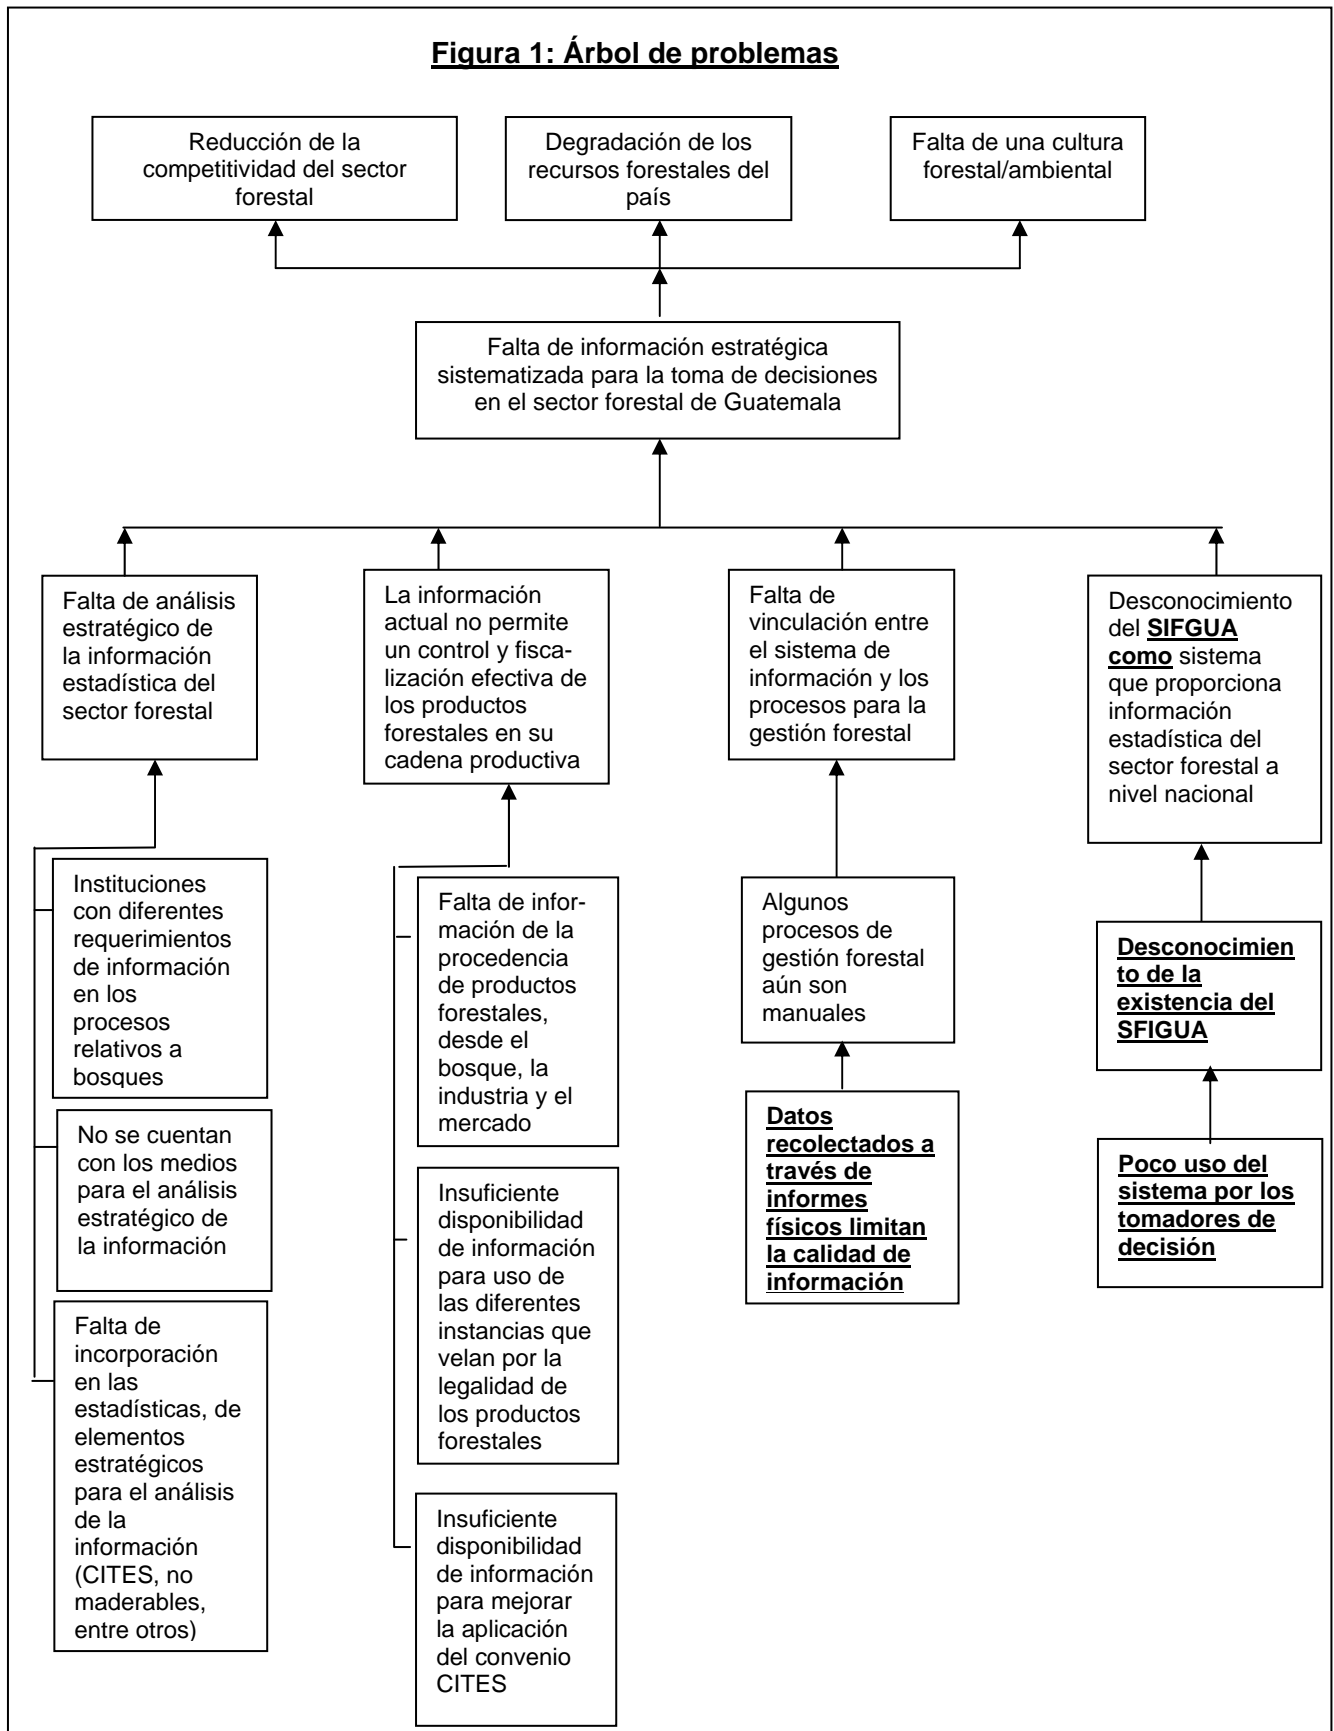 Figura 1: Árbol de problemas
Reducción de la
competitividad del sector
forestal
Degradación de los
recursos forestales del
país
Falta de una cultura
forestal/ambiental
Falta de información estratégica
sistematizada para la toma de decisiones
en el sector forestal de Guatemala
Falta de análisis
estratégico de
la información
estadística del
sector forestal
La información
actual no permite
un control y fisca-
lización efectiva de
los productos
forestales en su
cadena productiva
Falta de
vinculación entre
el sistema de
información y los
procesos para la
gestión forestal
Desconocimiento
del SIFGUA
como sistema
que proporciona
información
estadística del
sector forestal a
nivel nacional
Instituciones
con diferentes
requerimientos
de información
en los
procesos
relativos a
bosques
Falta de infor-
mación de la
procedencia
de productos
forestales,
desde el
bosque, la
industria y el
mercado
Algunos
procesos de
gestión forestal
aún son
manuales
Desconocimien
to de la
existencia del
SFIGUA
No se cuentan
con los medios
para el análisis
estratégico de
la información
Insuficiente
disponibilidad
de información
para uso de
las diferentes
instancias que
velan por la
legalidad de
los productos
forestales
Datos
recolectados a
través de
informes
físicos limitan
la calidad de
información
Poco uso del
sistema por los
tomadores de
decisión
Falta de
incorporación
en las
estadísticas, de
elementos
estratégicos
para el análisis
de la
información
(CITES, no
maderables,
entre otros)
Insuficiente
disponibilidad
de información
para mejorar
la aplicación
del convenio
CITES